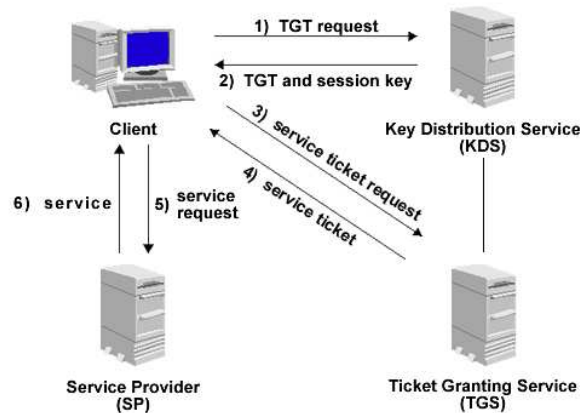 1) TGT request
2) TGT and session key
Client
Key Distribution Service
(KDS)
3) service ticket request
4) service ticket
6) service
5) service
request
Service Provider
(SP)
Ticket Granting Service
(TGS)